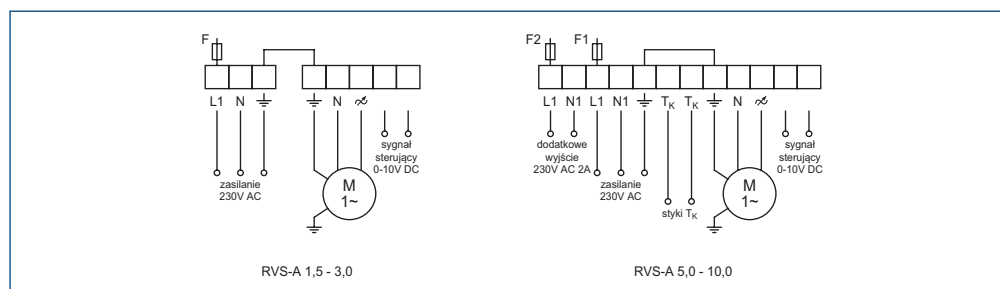 F
L1 N ⏚ ⏚ N
sygnał
sterujący
0-10V DC
zasilanie
230V AC
M
1~
RVS-A 1,5 - 3,0
F2 F1
L1 N1 L1 N1 ⏚ TK TK ⏚ N
dodatkowe
wyjście
230V AC 2A
sygnał
sterujący
0-10V DC
zasilanie
230V AC
M
1~
styki TK
RVS-A 5,0 - 10,0